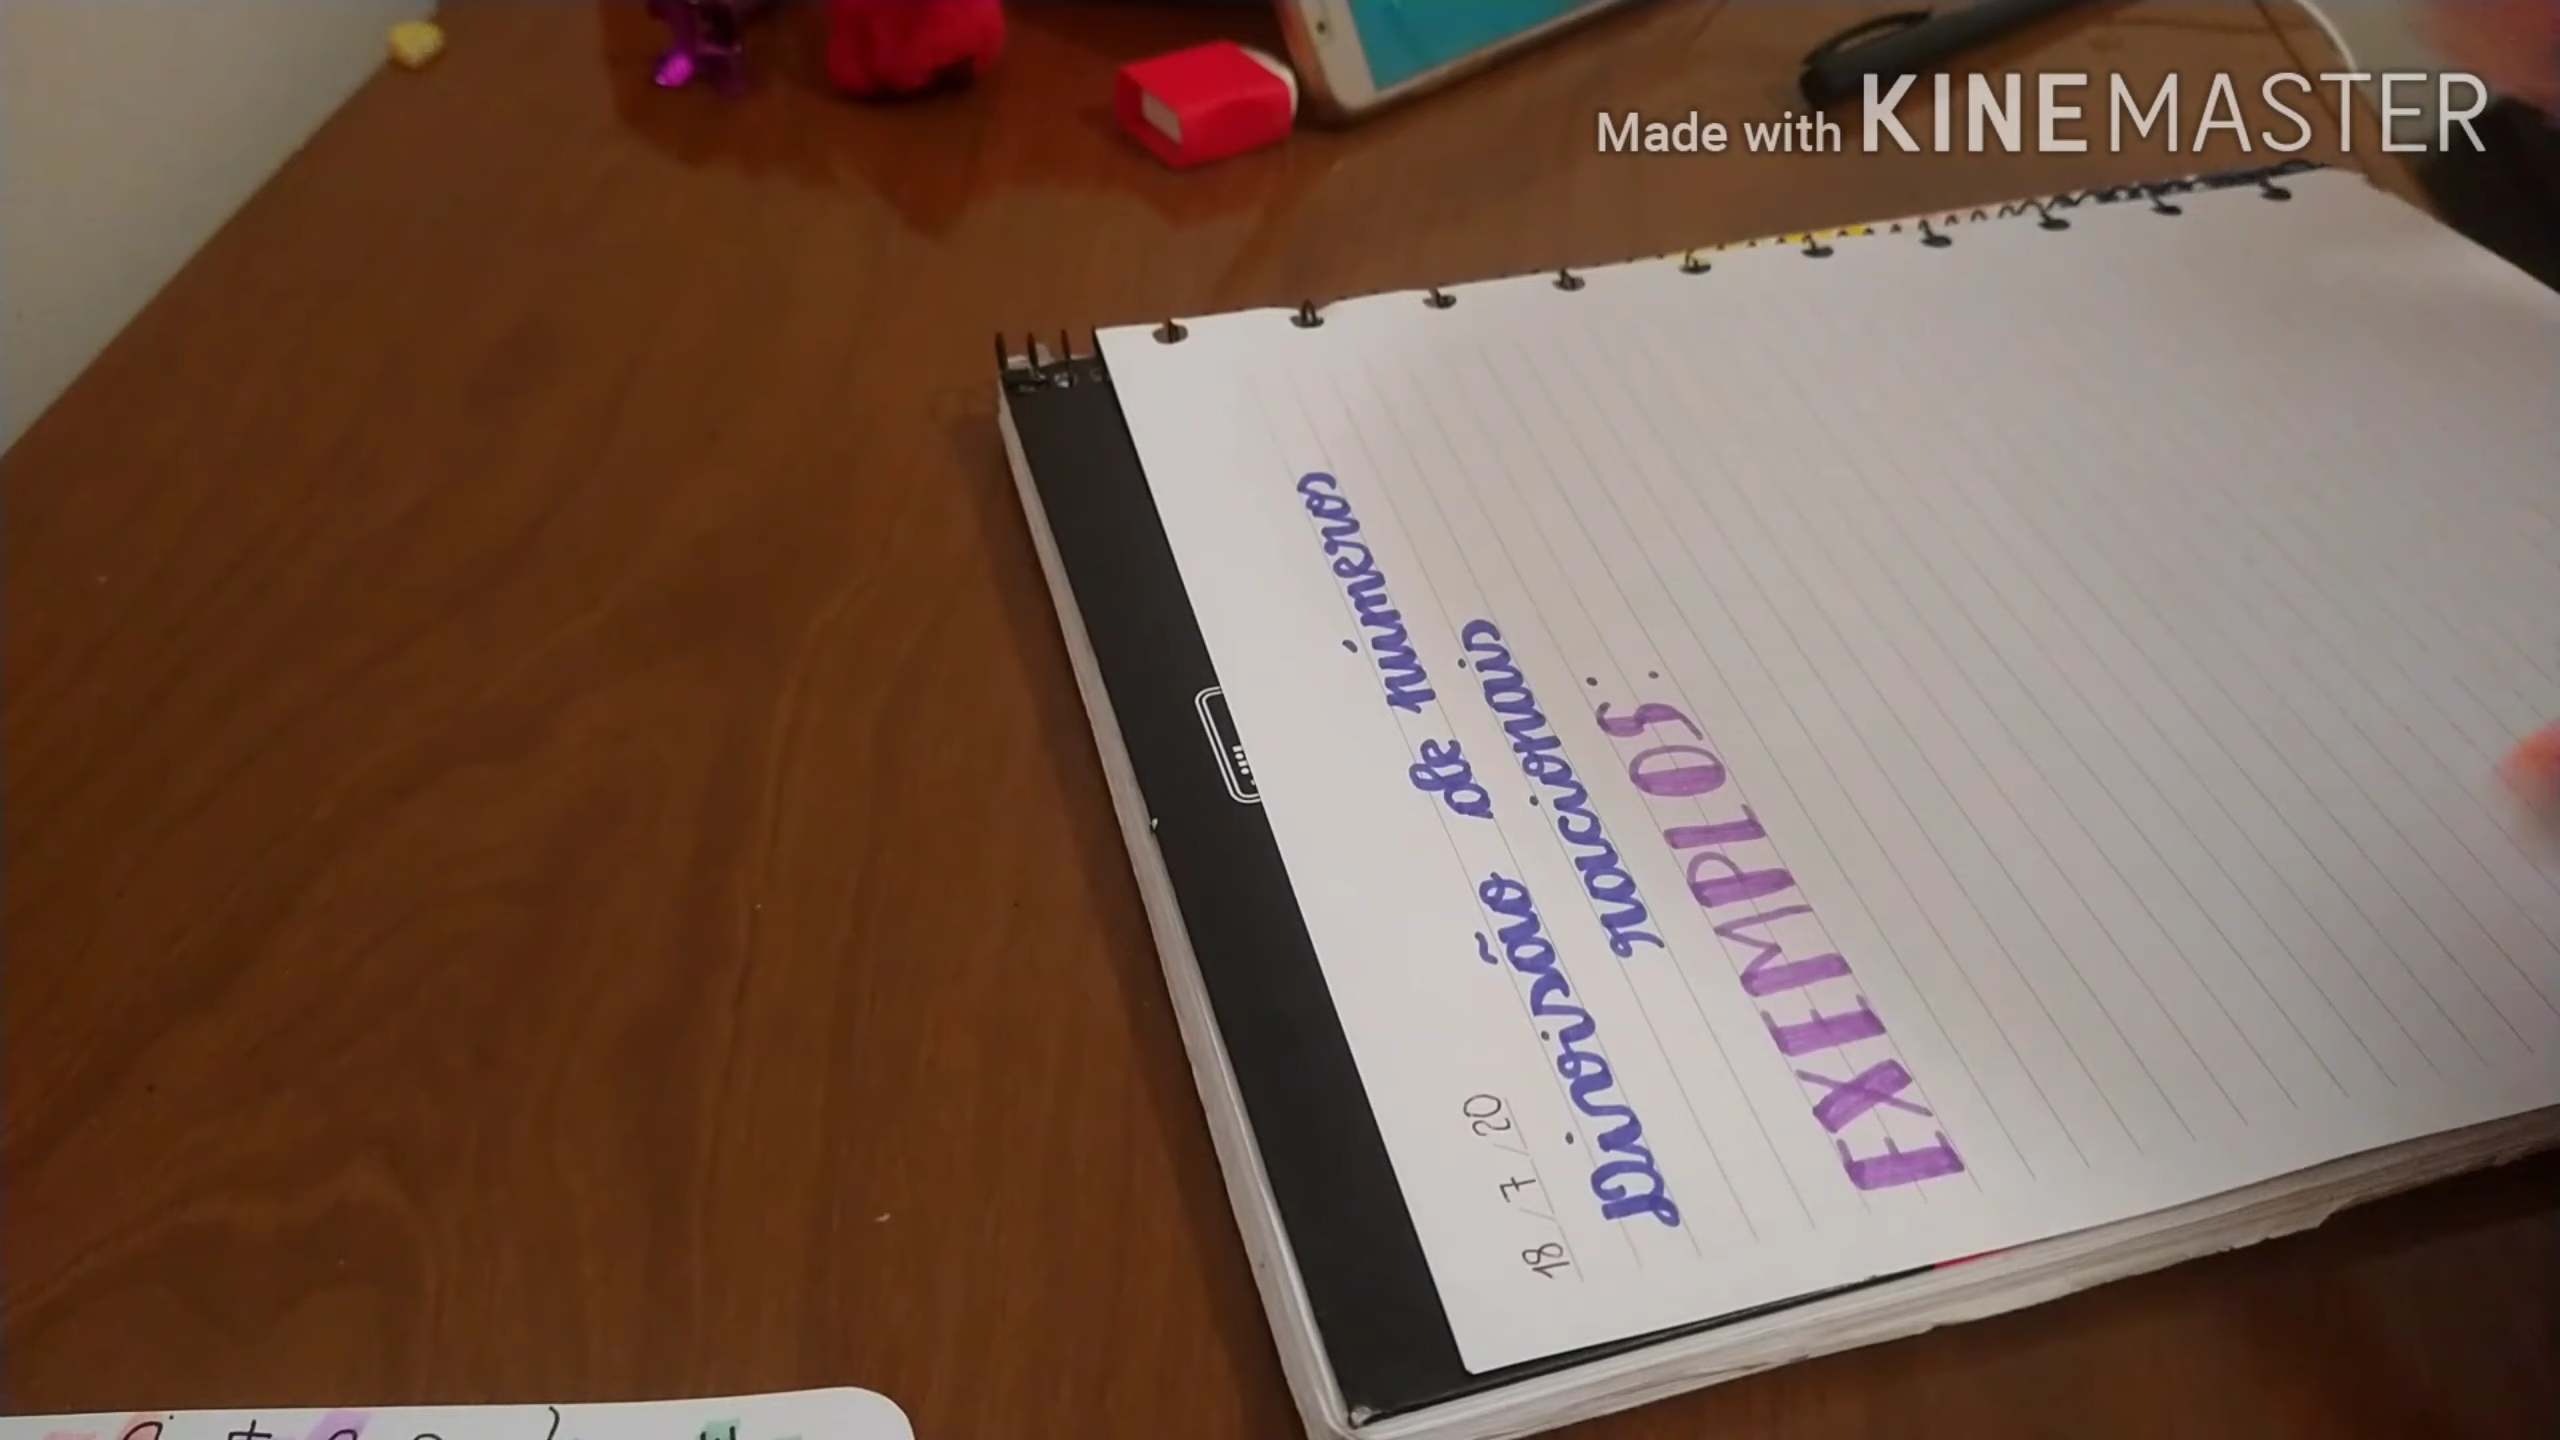 Made with KINEMASTER
18/7/20
Divisão de números
racionais
EXEMPLOS: